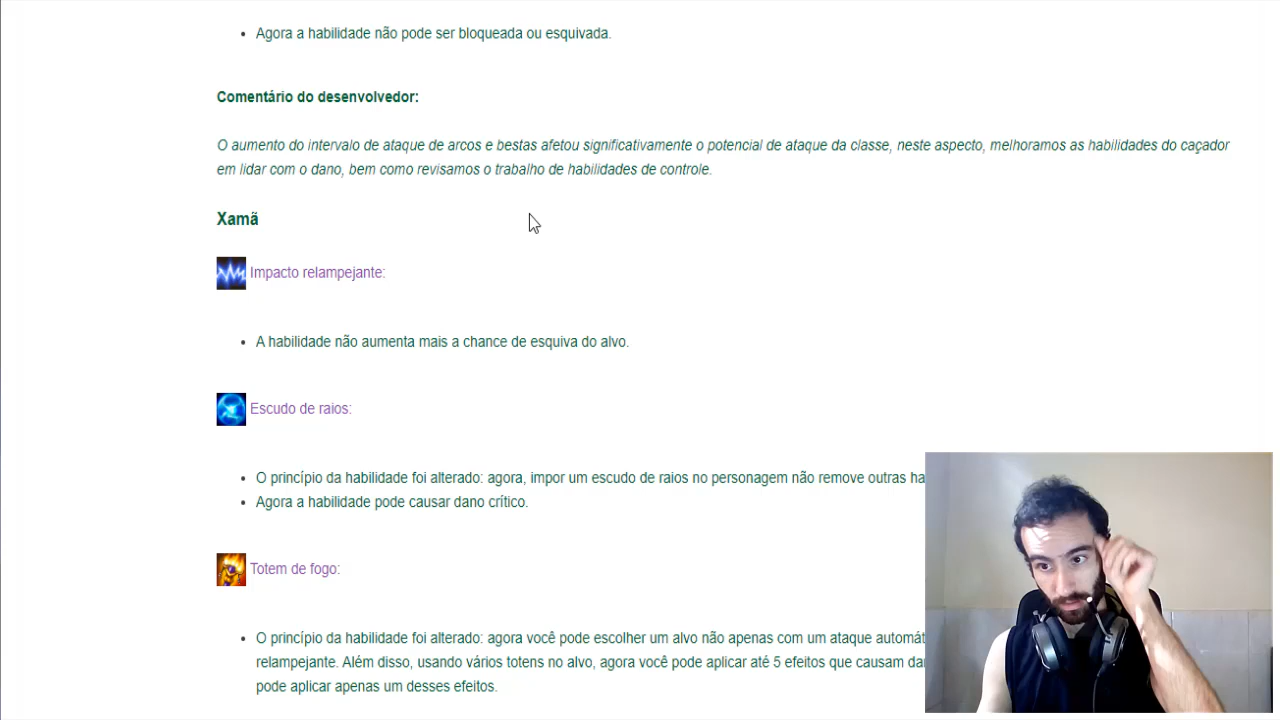 Agora a habilidade não pode ser bloqueada ou esquivada.
Comentário do desenvolvedor:
O aumento do intervalo de ataque de arcos e bestas afetou significativamente o potencial de ataque da classe, neste aspecto, melhoramos as habilidades do caçador
em lidar com o dano, bem como revisamos o trabalho de habilidades de controle.
Xamã
Impacto relampejante:
A habilidade não aumenta mais a chance de esquiva do alvo.
Escudo de raios:
O princípio da habilidade foi alterado: agora, impor um escudo de raios no personagem não remove outras
Agora a habilidade pode causar dano crítico.
Totem de fogo:
O princípio da habilidade foi alterado: agora você pode escolher um alvo não apenas com um ataque
relampejante. Além disso, usando vários totens no alvo, agora você pode aplicar até 5 efeitos que causam
pode aplicar apenas um desses efeitos.